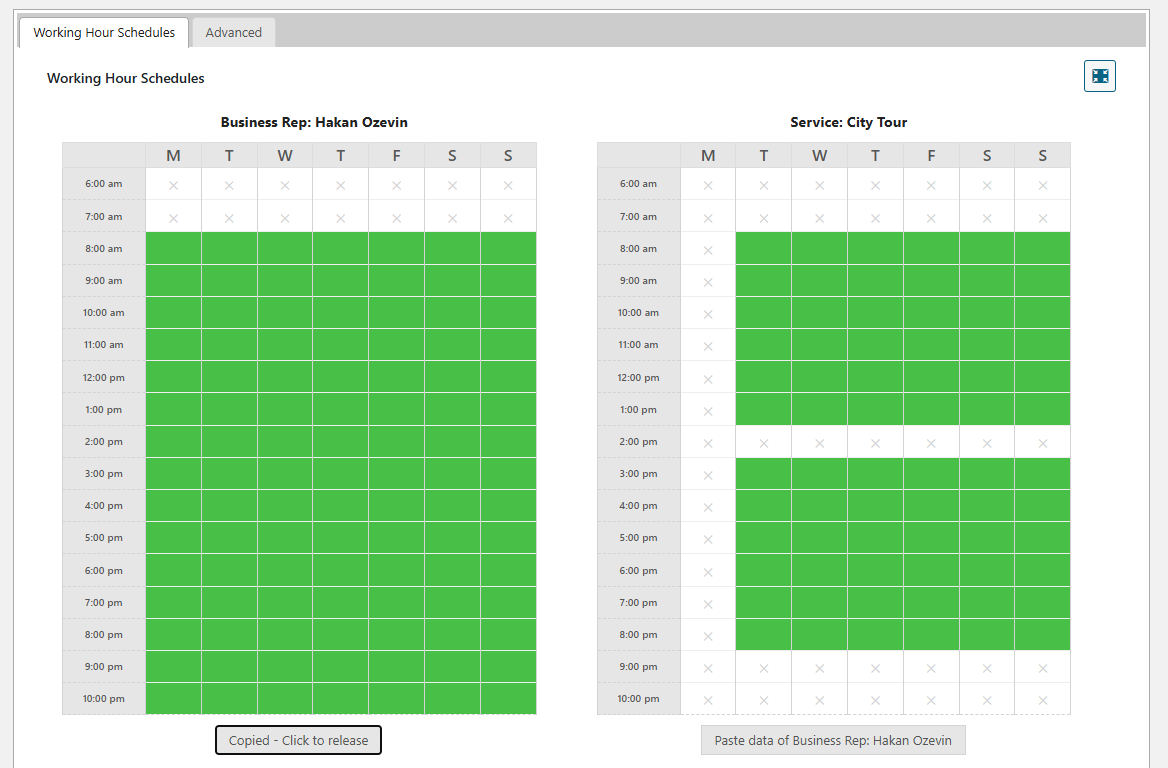 Working Hour Schedules Advanced
Working Hour Schedules
Business Rep: Hakan Ozevin
M T W T F S S
6:00 am
7:00 am
8:00 am
9:00 am
10:00 am
11:00 am
12:00 pm
1:00 pm
2:00 pm
3:00 pm
4:00 pm
5:00 pm
6:00 pm
7:00 pm
8:00 pm
9:00 pm
10:00 pm
Copied - Click to release
Service: City Tour
M T W T F S S
6:00 am
7:00 am
8:00 am
9:00 am
10:00 am
11:00 am
12:00 pm
1:00 pm
2:00 pm
3:00 pm
4:00 pm
5:00 pm
6:00 pm
7:00 pm
8:00 pm
9:00 pm
10:00 pm
Paste data of Business Rep: Hakan Ozevin